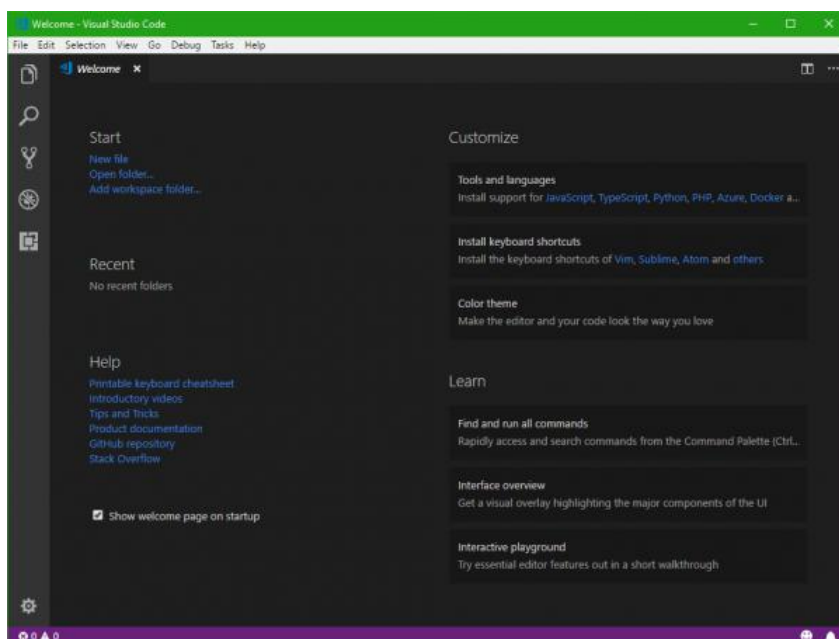 Welcome - Visual Studio Code
File Edit Selection View Go Debug Tasks Help
Welcome
Start
New file
Open folder...
Add workspace folder...
Recent
No recent folders
Help
Printable keyboard cheatsheet
Introductory videos
Tips and Tricks
Product documentation
GitHub repository
Stack Overflow
Show welcome page on startup
Customize
Tools and languages
Install support for JavaScript, TypeScript, Python, PHP, Azure, Docker a...
Install keyboard shortcuts
Install the keyboard shortcuts of Vim, Sublime, Atom and others
Color theme
Make the editor and your code look the way you love
Learn
Find and run all commands
Rapidly access and search commands from the Command Palette (Ctrl...
Interface overview
Get a visual overlay highlighting the major components of the UI
Interactive playground
Try essential editor features out in a short walkthrough
0 0